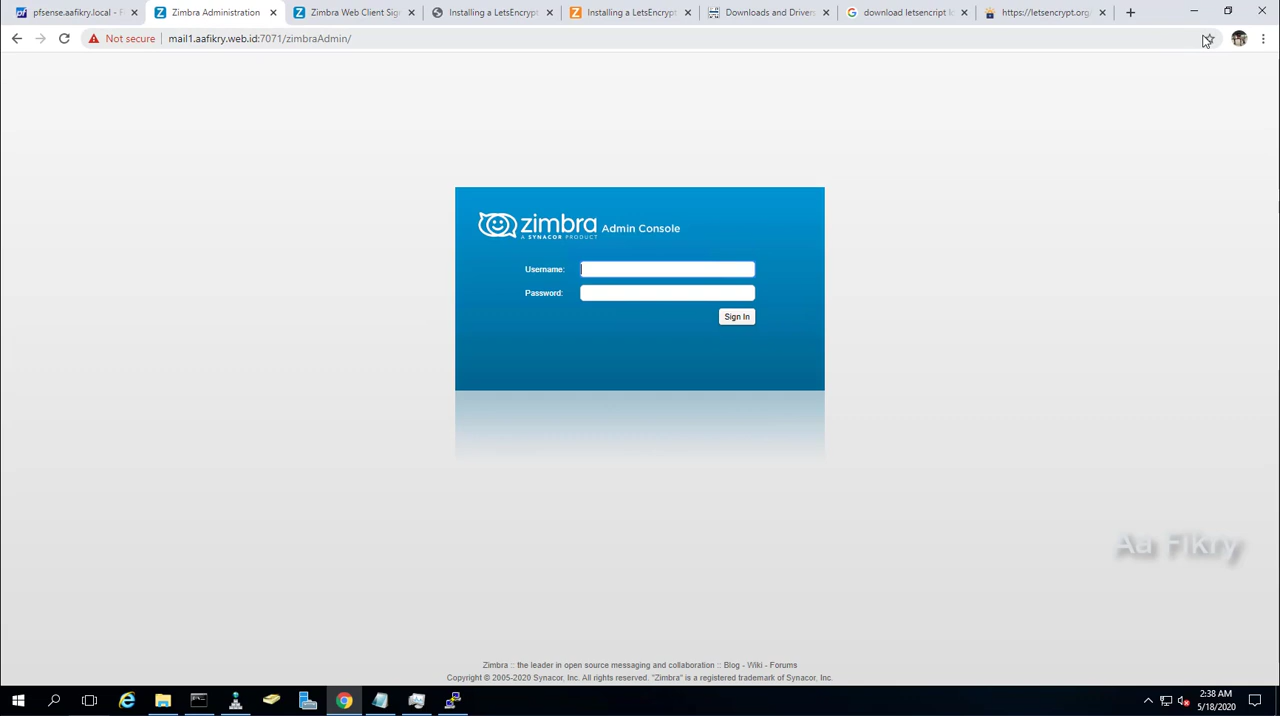 pfsense.aafikry.local - F
Zimbra Administration
Zimbra Web Client Sig
Installing a LetsEncrypt
Installing a LetsEncrypt
Downloads and Drivers
download letsencript k
https://letsencrypt.org
Not secure
mail1.aafikry.web.id:7071/zimbraAdmin/
zimbra Admin Console
A SYNACOR PRODUCT
Username:
Password:
Sign In
Aa Fikry
Zimbra :: the leader in open source messaging and collaboration :: Blog - Wiki - Forums
Copyright © 2005-2020 Synacor, Inc. All rights reserved. "Zimbra" is a registered trademark of Synacor, Inc.
2:38 AM
5/18/2020